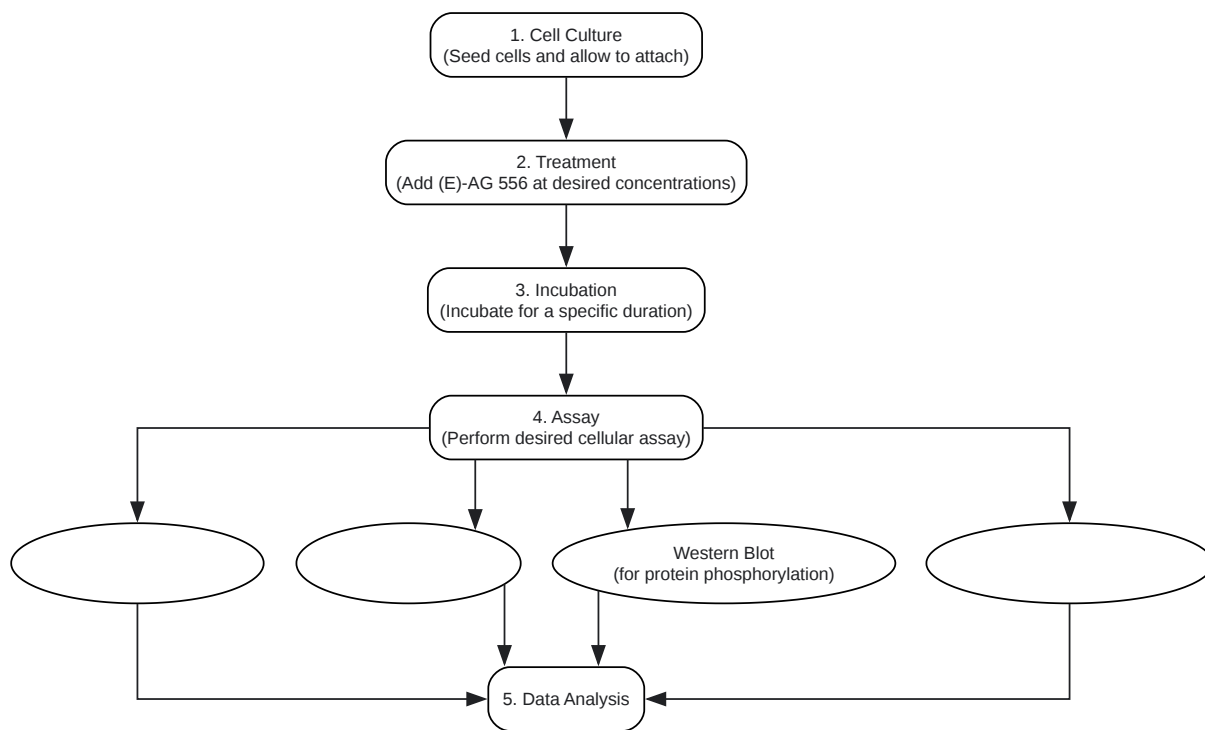 1. Cell Culture
(Seed cells and allow to attach)
2. Treatment
(Add (E)-AG 556 at desired concentrations)
3. Incubation
(Incubate for a specific duration)
4. Assay
(Perform desired cellular assay)
Western Blot
(for protein phosphorylation)
5. Data Analysis